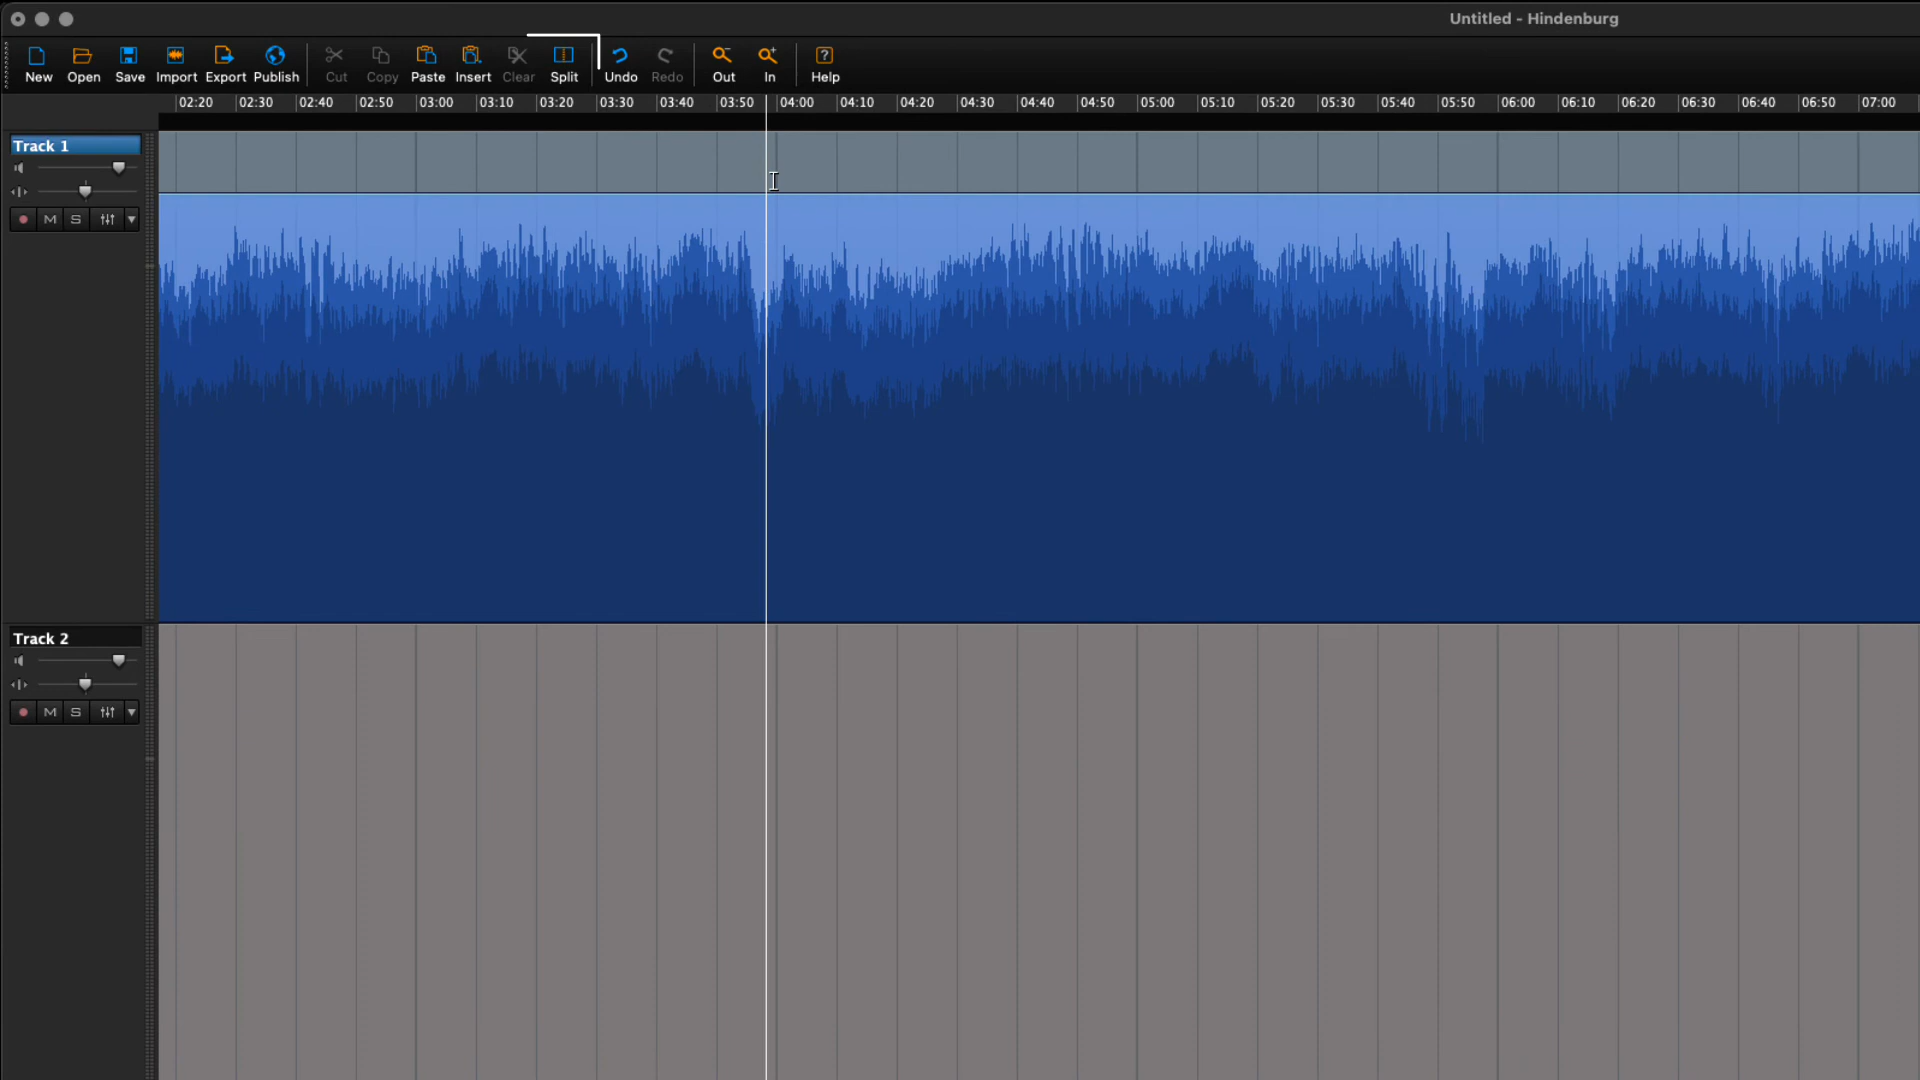 Untitled - Hindenburg
New Open Save Import Export Publish Cut Copy Paste Insert Clear Split Undo Redo Out In Help
02:20 02:30 02:40 02:50 03:00 03:10 03:20 03:30 03:40 03:50 04:00 04:10 04:20 04:30 04:40 04:50 05:00 05:10 05:20 05:30 05:40 05:50 06:00 06:10 06:20 06:30 06:40 06:50 07:00
Track 1
M S
Track 2
M S